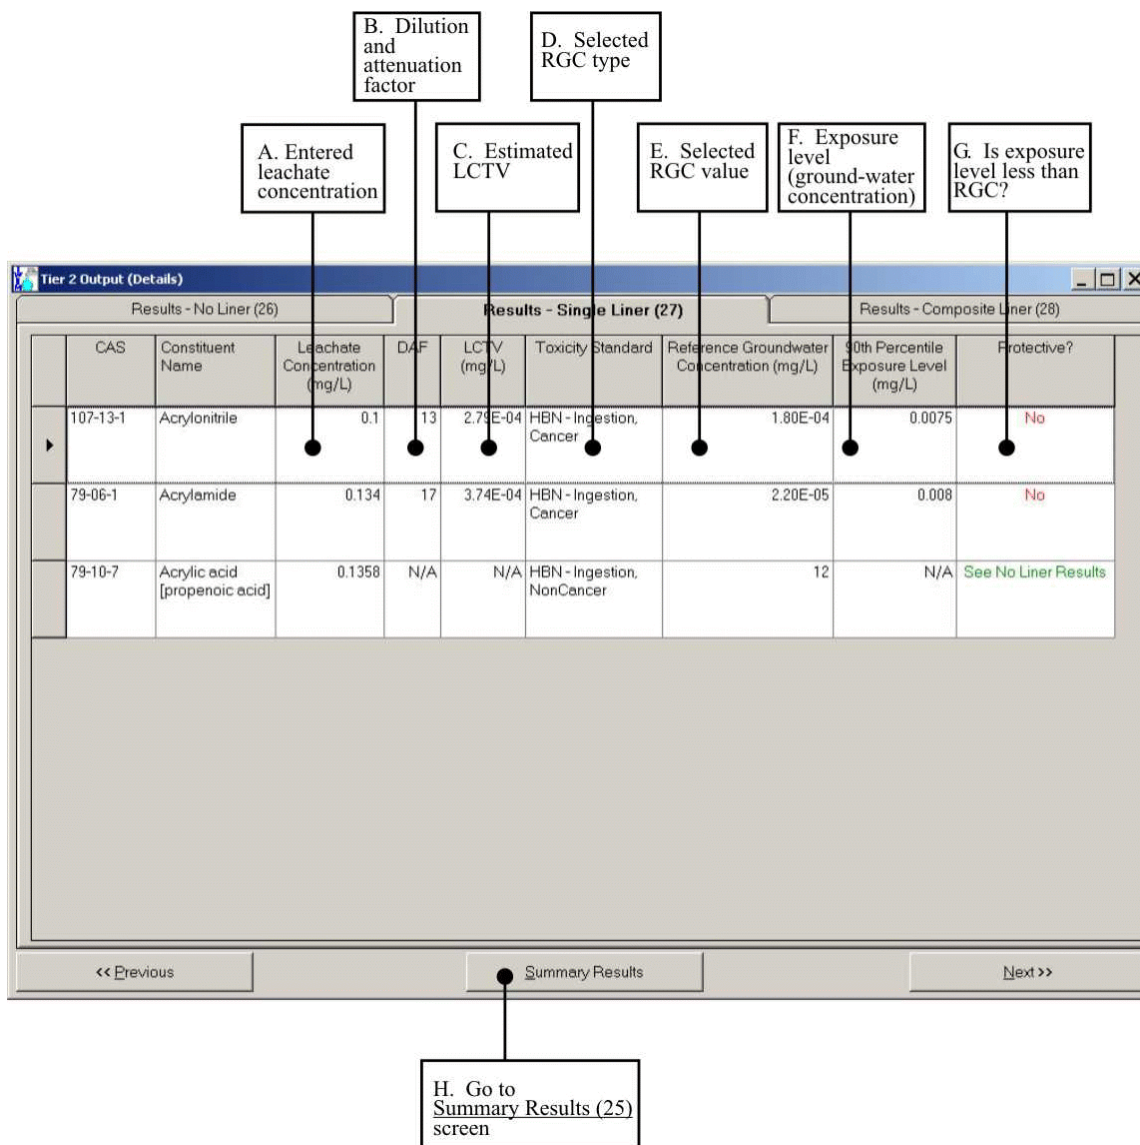 B. Dilution
and
attenuation
factor
D. Selected
RGC type
A. Entered
leachate
concentration
C. Estimated
LCTV
E. Selected
RGC value
F. Exposure
level
(ground-water
concentration)
G. Is exposure
level less than
RGC?
Tier 2 Output (Details)
Results - No Liner (26)
Results - Single Liner (27)
Results - Composite Liner (28)
CAS
Constituent
Name
Leachate
Concentration
(mg/L)
DAF
LCTV
(mg/L)
Toxicity Standard
Reference Groundwater
Concentration (mg/L)
90th Percentile
Exposure Level
(mg/L)
Protective?
107-13-1
Acrylonitrile
0.1
13
2.79E-04
HBN - Ingestion,
Cancer
1.80E-04
0.0075
No
79-06-1
Acrylamide
0.134
17
3.74E-04
HBN - Ingestion,
Cancer
2.20E-05
0.008
No
79-10-7
Acrylic acid
[propenoic acid]
0.1358
N/A
N/A
HBN - Ingestion,
NonCancer
12
N/A
See No Liner Results
<< Previous
Summary Results
Next >>
H. Go to
Summary Results (25)
screen